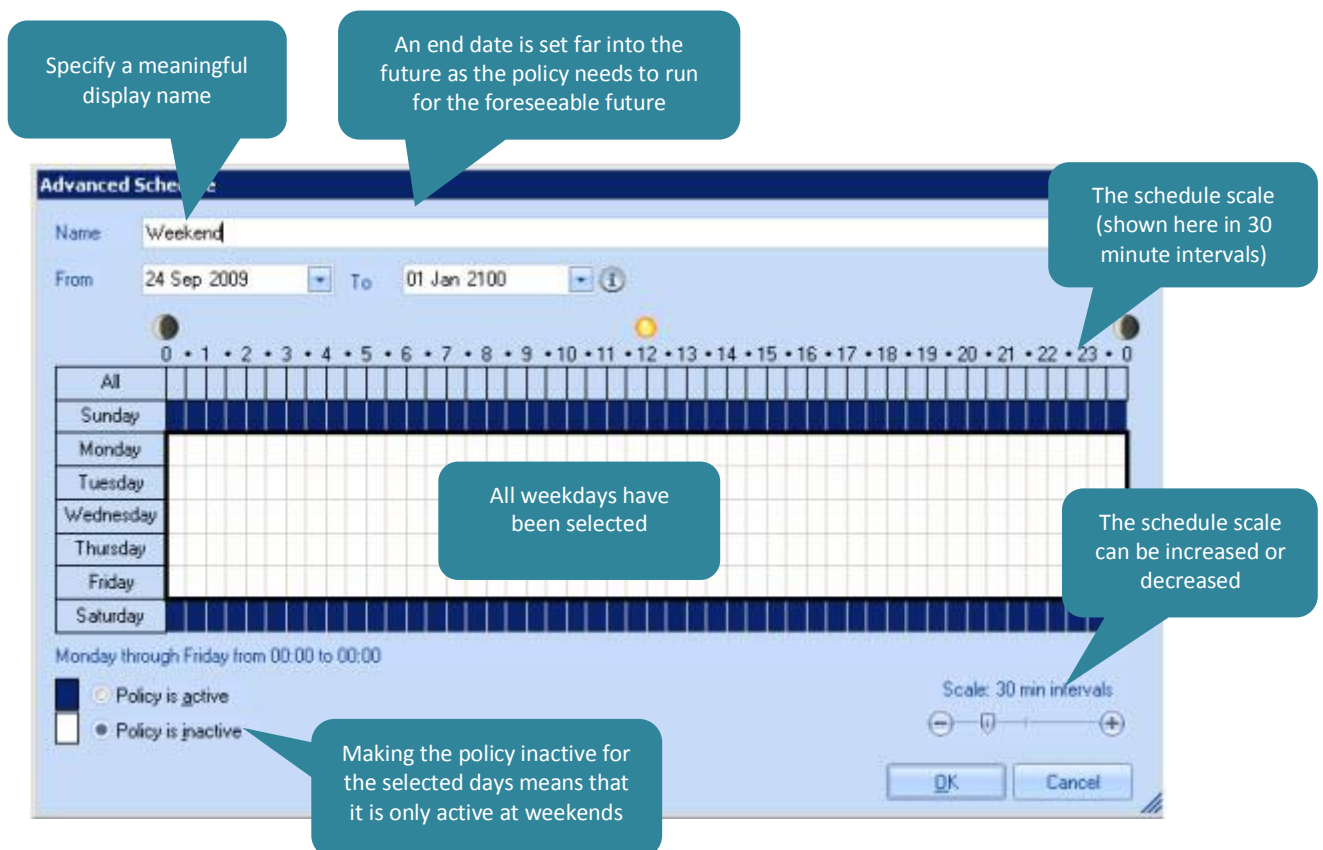 Specify a meaningful
display name
An end date is set far into the
future as the policy needs to run
for the foreseeable future
Advanced
The schedule scale
(shown here in 30
minute intervals)
Name Weekend
From 24 Sep 2009 To 01 Jan 2100
0 • 1 • 2 • 3 • 4 • 5 • 6 • 7 • 8 • 9 • 10 • 11 • 12 • 13 • 14 • 15 • 16 • 17 • 18 • 19 • 20 • 21 • 22 • 23 • 0
All
Sunday
Monday
Tuesday
Wednesday
Thursday
Friday
Saturday
All weekdays have
been selected
The schedule scale
can be increased or
decreased
Monday through Friday from 00:00 to 00:00
Policy is active
Policy is inactive
Scale: 30 min intervals
Making the policy inactive for
the selected days means that
it is only active at weekends
OK Cancel